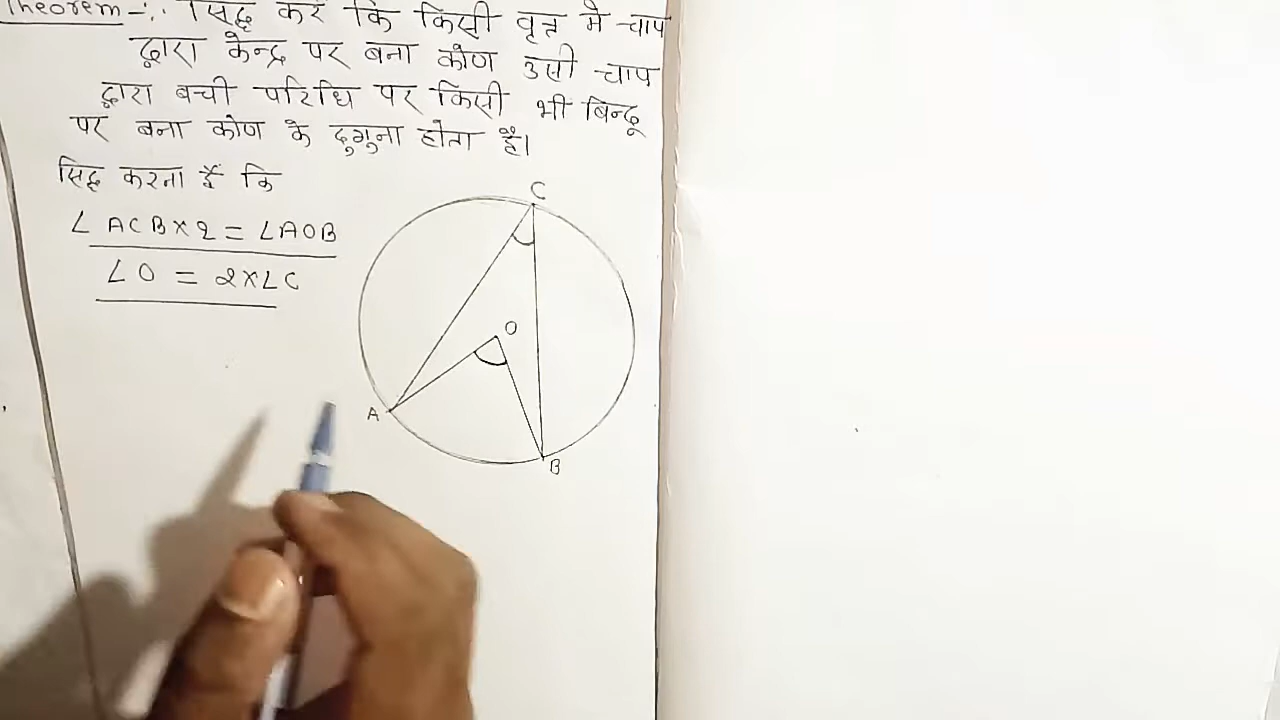 Theorem -:. सिद्ध करें कि किसी वृत्त में चाप
द्वारा केन्द्र पर बना कोण उसी चाप
द्वारा बची परिधि पर किसी भी बिन्दू
पर बना कोण के दुगुना होता है।
सिद्ध करना हैं कि
∠ACB×2=∠AOB
∠O = 2×∠C
C
O
A
B